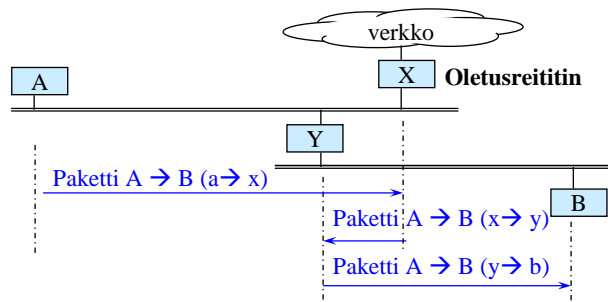 verkko
A
X Oletusreititin
Y
Paketti A → B (a→ x)
B
Paketti A → B (x→ y)
Paketti A → B (y→ b)